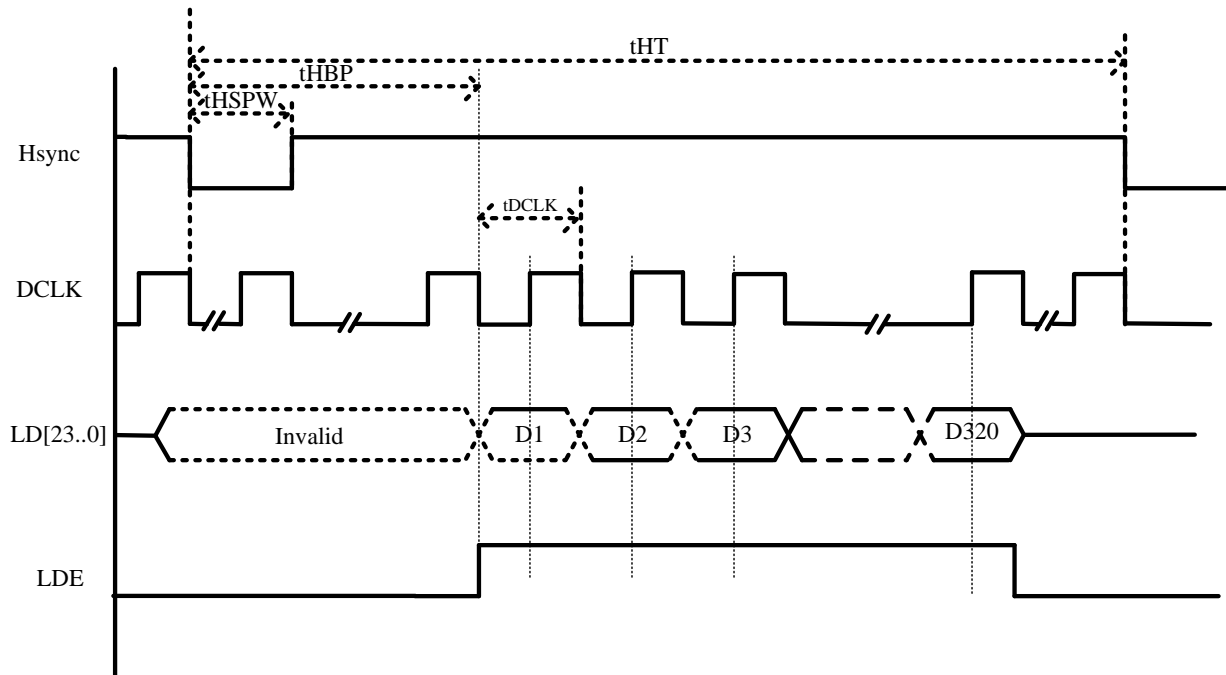 tHT
tHBP
tHSPW
Hsync
tDCLK
DCLK
LD[23..0]
Invalid
D1
D2
D3
D320
LDE